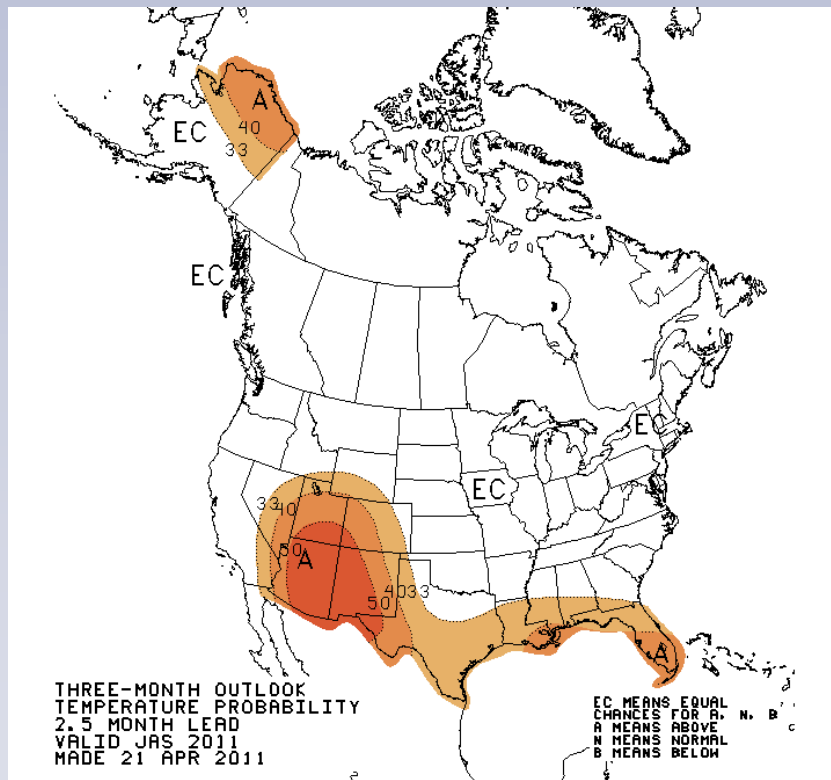 A
EC
40
33
EC
EC
EC
33
40
50
A
40
33
50
A
THREE-MONTH OUTLOOK
TEMPERATURE PROBABILITY
2.5 MONTH LEAD
VALID JAS 2011
MADE 21 APR 2011
EC MEANS EQUAL
CHANCES FOR A, N, B
A MEANS ABOVE
N MEANS NORMAL
B MEANS BELOW